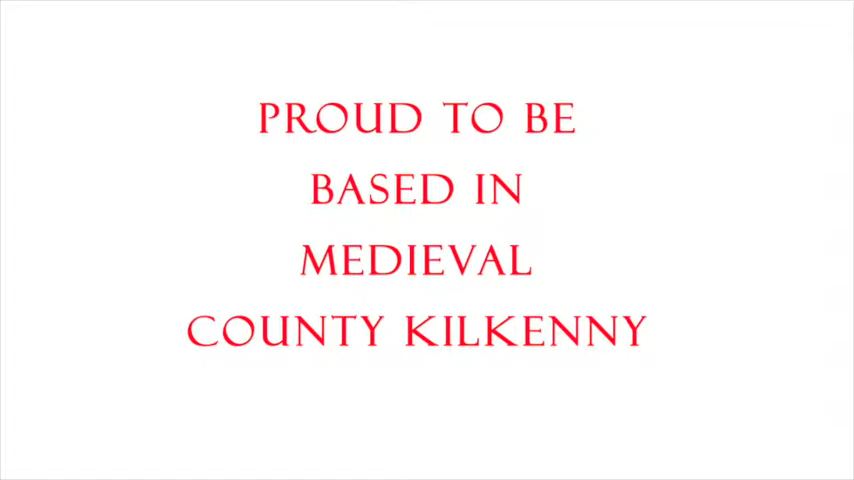 PROUD TO BE
BASED IN
MEDIEVAL
COUNTY KILKENNY